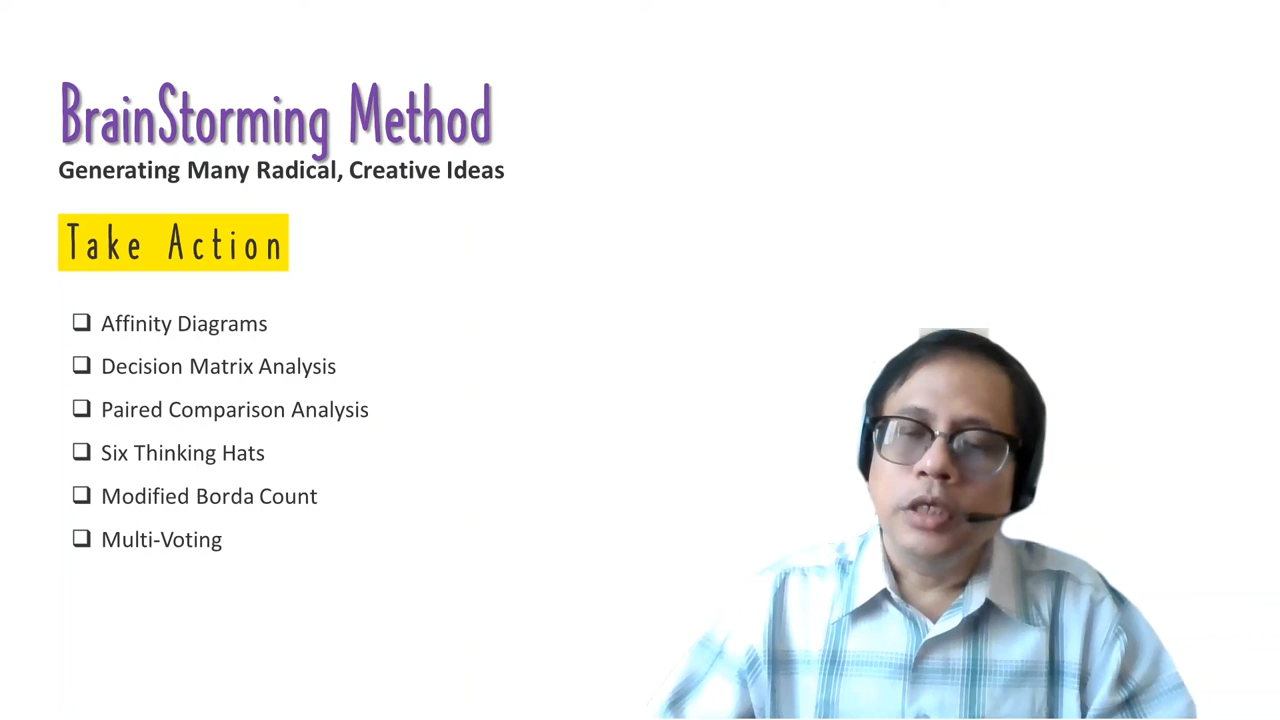 BrainStorming Method
Generating Many Radical, Creative Ideas
Take Action
Affinity Diagrams
Decision Matrix Analysis
Paired Comparison Analysis
Six Thinking Hats
Modified Borda Count
Multi-Voting